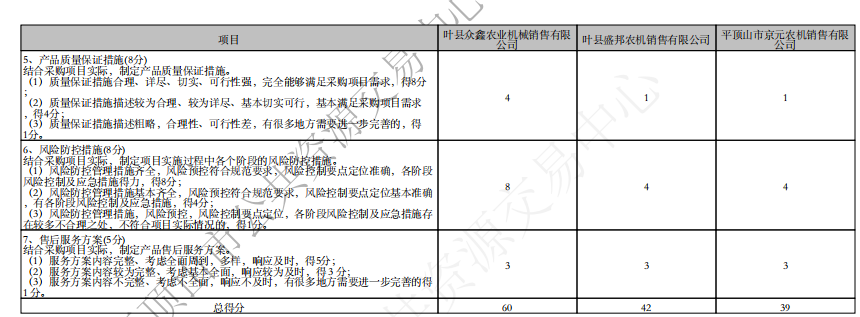 项目 叶县众鑫农业机械销售有限公司 叶县盛邦农机销售有限公司 平顶山市京元农机销售有限公司
5、产品质量保证措施(8分)
结合采购项目实际，制定产品质量保证措施。
（1）质量保证措施合理、详尽、切实、可行性强，完全能够满足采购项目需求，得8分
；
（2）质量保证措施描述较为合理、较为详尽、基本切实可行，基本满足采购项目需求
，得4分；
（3）质量保证措施描述粗略，合理性、可行性差，有很多地方需要进一步完善的，得
1分。
4 1 1
6、风险防控措施(8分)
结合采购项目实际，制定项目实施过程中各个阶段的风险防控措施。
（1）风险防控管理措施齐全，风险预控符合规范要求，风险控制要点定位准确，各阶段
风险控制及应急措施得力，得8分；
（2）风险防控管理措施基本齐全，风险预控符合规范要求，风险控制要点定位基本准确
，有各阶段风险控制及应急措施，得4分；
（3）风险防控管理措施，风险预控，风险控制要点定位，各阶段风险控制及应急措施存
在较多不合理之处，不符合项目实际情况的，得1分。
8 4 4
7、售后服务方案(5分)
结合采购项目实际，制定产品售后服务方案。
（1）服务方案内容完整、考虑全面周到，多样，响应及时，得5分；
（2）服务方案内容较为完整、考虑基本全面，响应较为及时，得３分；
（3）服务方案内容不完整、考虑不全面，响应不及时，有很多地方需要进一步完善的得
１分。
3 3 3
总得分 60 42 39
顶山市公共资源交易中心
共资源交易中心